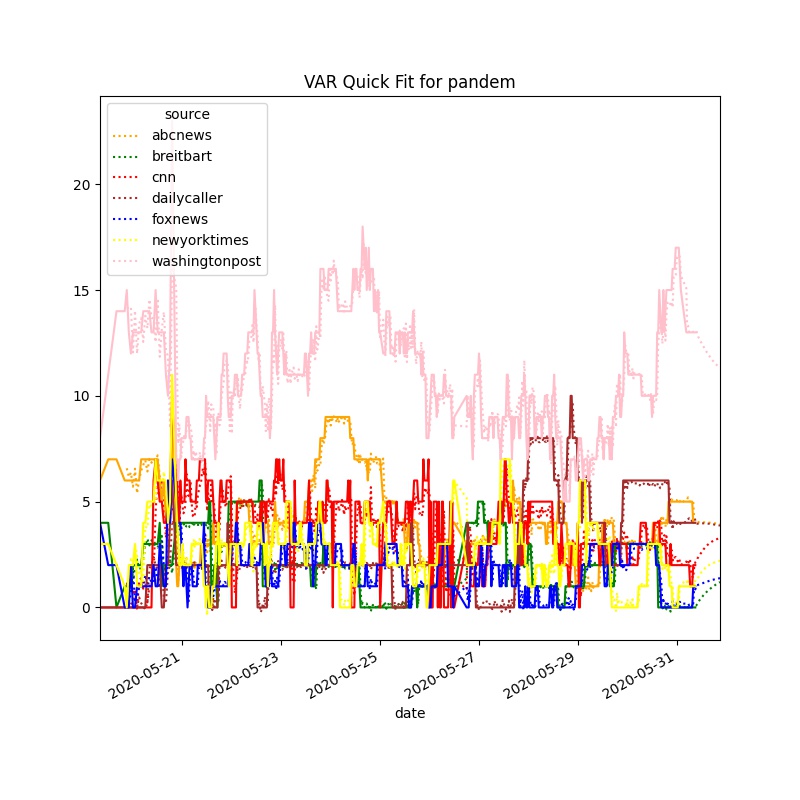 VAR Quick Fit for pandem
source
abcnews
breitbart
cnn
dailycaller
foxnews
newyorktimes
washingtonpost
20
15
10
5
0
2020-05-21
2020-05-23
2020-05-25
2020-05-27
2020-05-29
2020-05-31
date